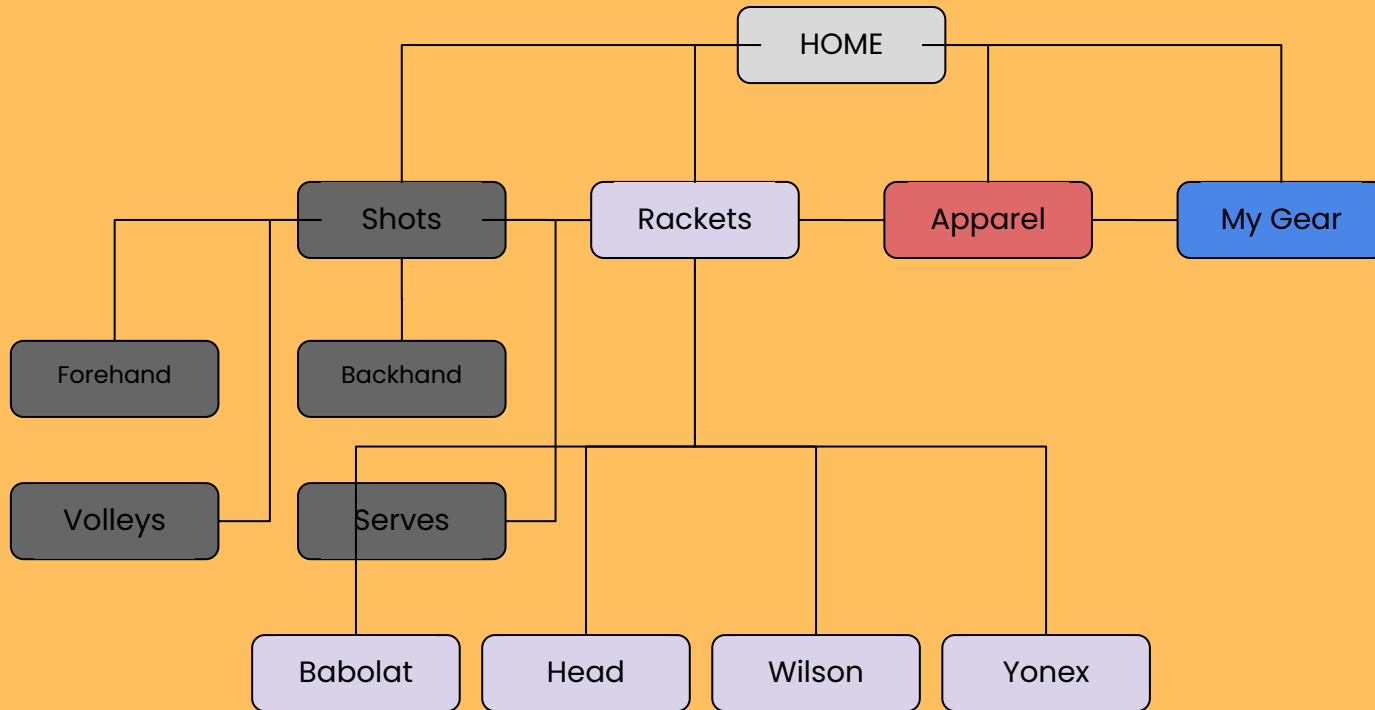 HOME
Shots
Rackets
Apparel
My Gear
Forehand
Backhand
Volleys
Serves
Babolat
Head
Wilson
Yonex